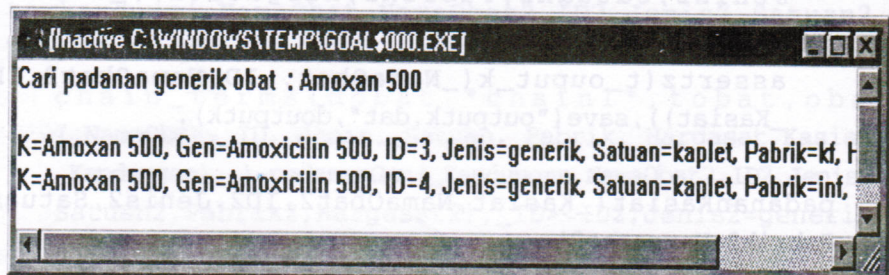 [Inactive C:\WINDOWS\TEMP\GOAL$000.EXE]
Cari padanan generik obat : Amoxan 500
K=Amoxan 500, Gen=Amoxicilin 500, ID=3, Jenis=generik, Satuan=kaplet, Pabrik=kf, H
K=Amoxan 500, Gen=Amoxicilin 500, ID=4, Jenis=generik, Satuan=kaplet, Pabrik=inf,